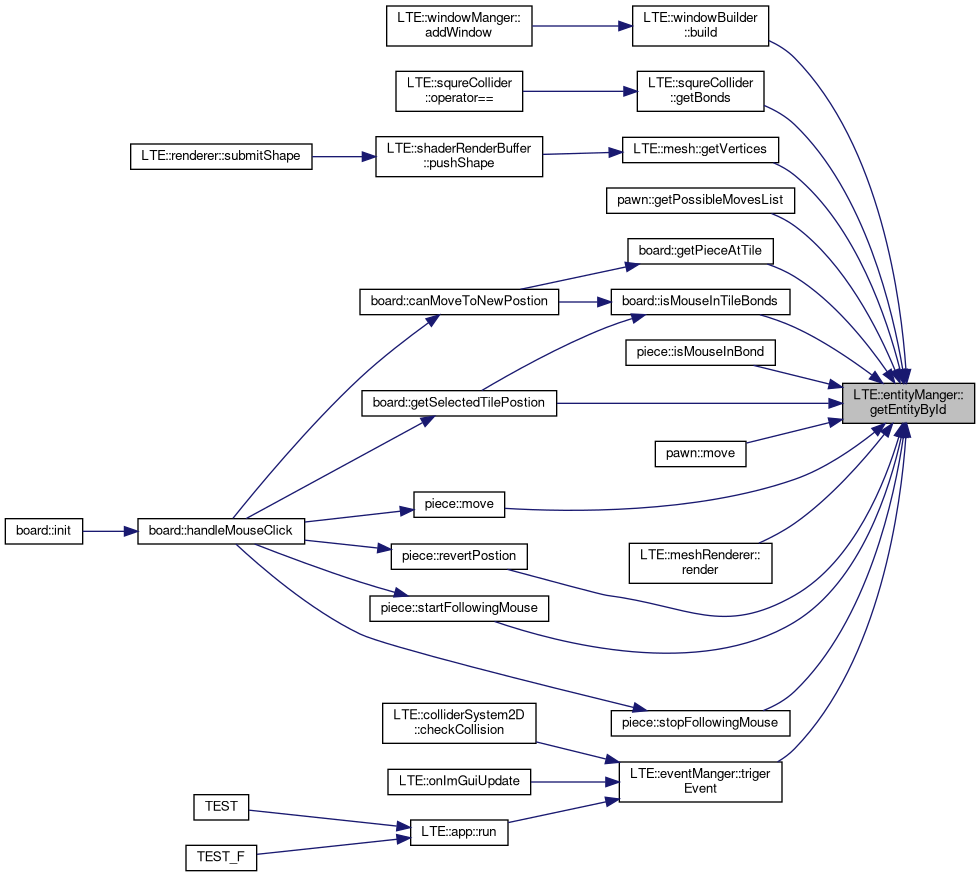 LTE::windowManger::
addWindow
LTE::windowBuilder
::build
LTE::squreCollider
::operator==
LTE::squreCollider
::getBonds
LTE::renderer::submitShape
LTE::shaderRenderBuffer
::pushShape
LTE::mesh::getVertices
pawn::getPossibleMovesList
board::getPieceAtTile
board::canMoveToNewPostion
board::isMouseInTileBonds
piece::isMouseInBond
board::getSelectedTilePostion
LTE::entityManger::
getEntityById
pawn::move
piece::move
board::init
board::handleMouseClick
piece::revertPostion
LTE::meshRenderer::
render
piece::startFollowingMouse
piece::stopFollowingMouse
LTE::colliderSystem2D
::checkCollision
LTE::onImGuiUpdate
LTE::eventManger::triger
Event
TEST
LTE::app::run
TEST_F